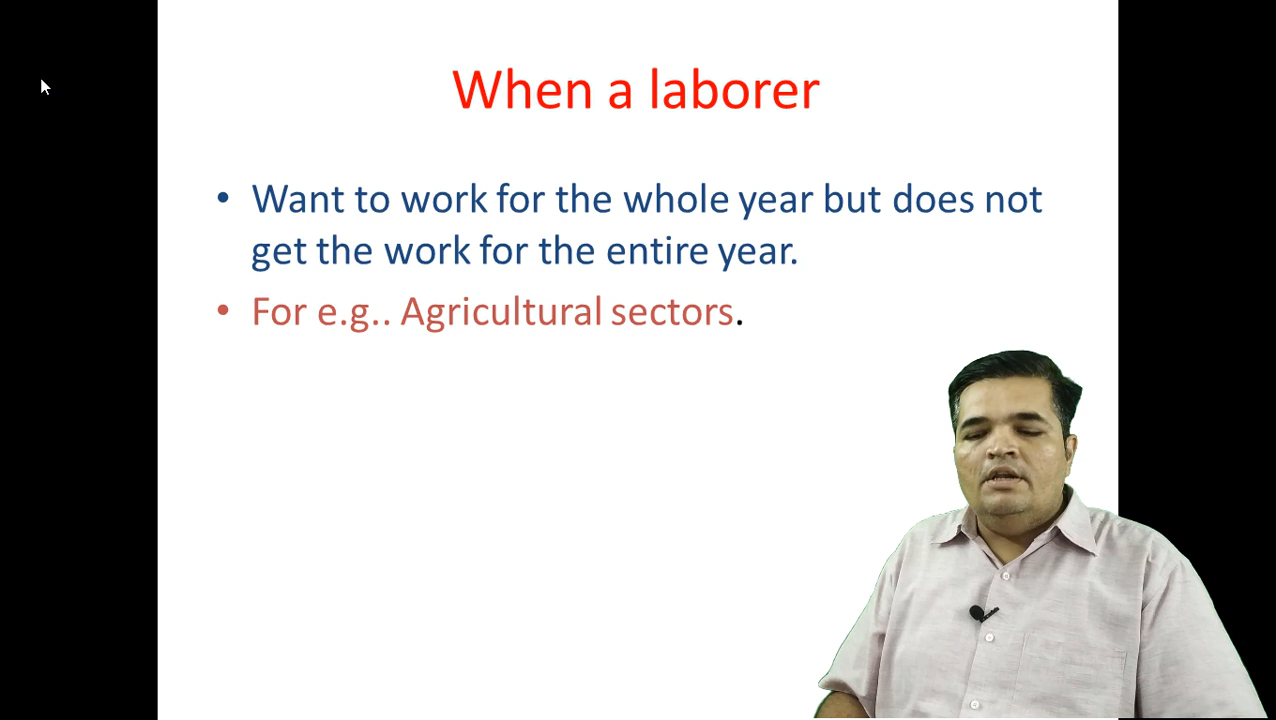 When a laborer
• Want to work for the whole year but does not
get the work for the entire year.
• For e.g.. Agricultural sectors.